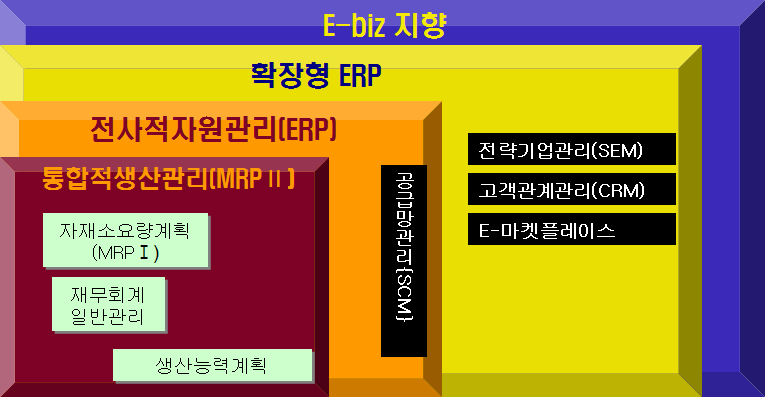 E-biz 지향
확장형 ERP
전사적자원관리(ERP)
통합적생산관리(MRPⅡ)
자재소요량계획
(MRPⅠ)
재무회계
일반관리
생산능력계획
공급망관리{SCM}
전략기업관리(SEM)
고객관계관리(CRM)
E-마켓플레이스